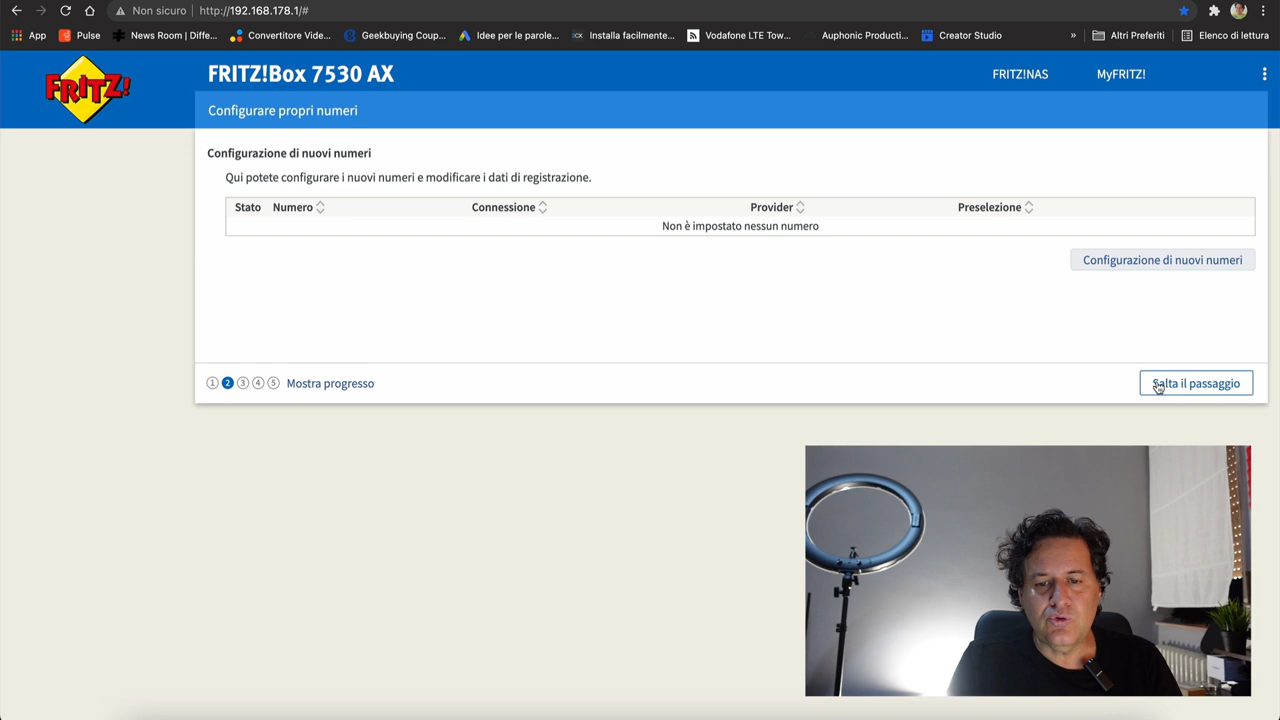 Non sicuro http://192.168.178.1/#
App Pulse News Room | Diffe... Convertitore Vide... Geekbuying Coup... Idee per le parole... Installa facilmente... Vodafone LTE Tow... Auphonic Producti... Creator Studio » Altri Preferiti Elenco di lettura
FRITZ!
FRITZ!Box 7530 AX FRITZ!NAS MyFRITZ!
Configurare propri numeri
Configurazione di nuovi numeri
Qui potete configurare i nuovi numeri e modificare i dati di registrazione.
Stato Numero Connessione Provider Preselezione
Non è impostato nessun numero
Configurazione di nuovi numeri
1 2 3 4 5 Mostra progresso Salta il passaggio